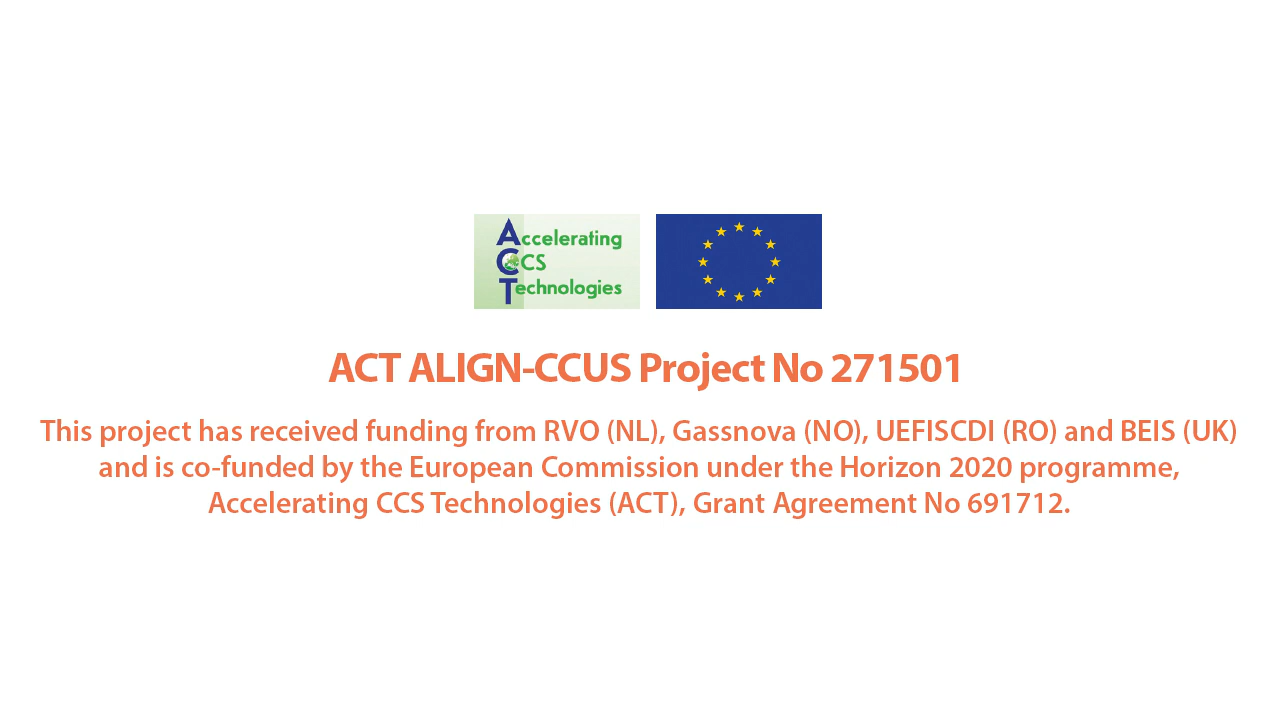 Accelerating
CCS
Technologies
ACT ALIGN-CCUS Project No 271501
This project has received funding from RVO (NL), Gassnova (NO), UEFISCDI (RO) and BEIS (UK)
and is co-funded by the European Commission under the Horizon 2020 programme,
Accelerating CCS Technologies (ACT), Grant Agreement No 691712.